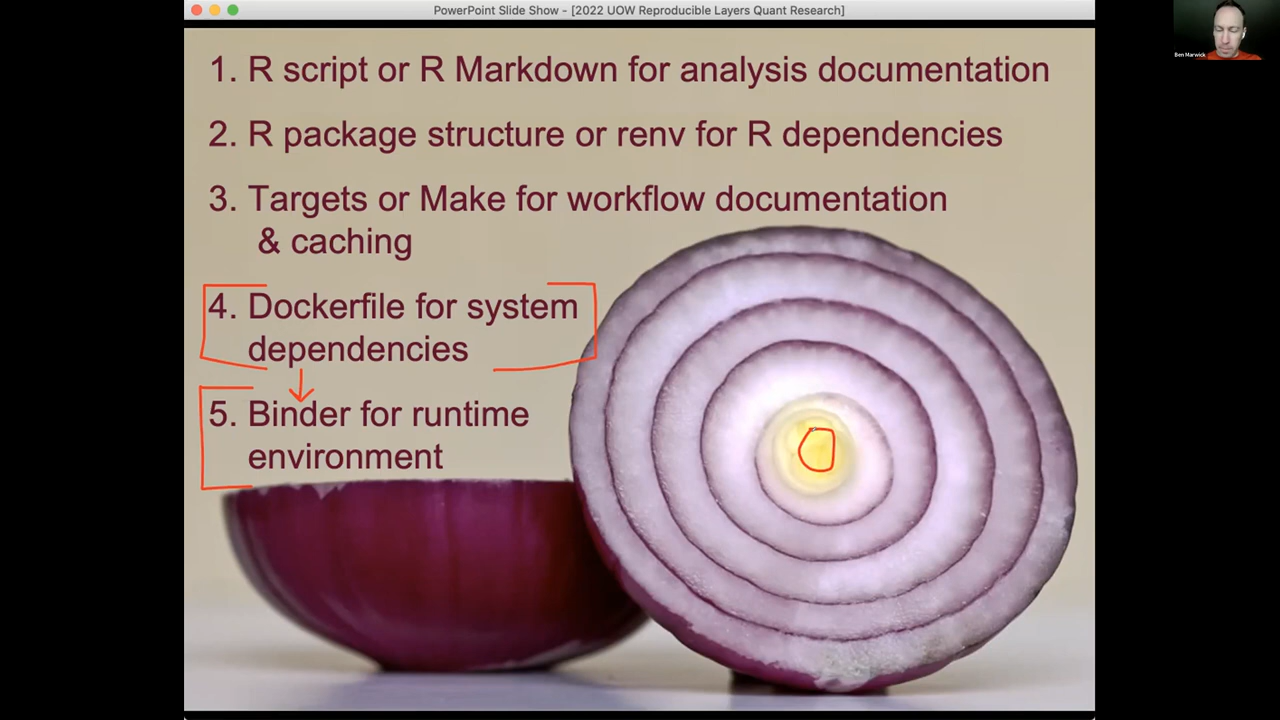 PowerPoint Slide Show - [2022 UOW Reproducible Layers Quant Research]
Ben Marwick
1. R script or R Markdown for analysis documentation
2. R package structure or renv for R dependencies
3. Targets or Make for workflow documentation
& caching
4. Dockerfile for system
dependencies
5. Binder for runtime
environment